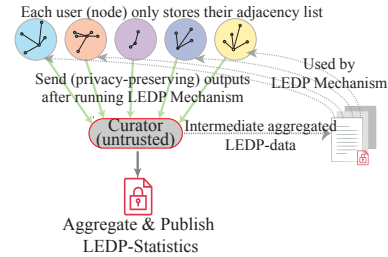 Each user (node) only stores their adjacency list
Send (privacy-preserving) outputs
after running LEDP Mechanism
Used by
LEDP Mechanism
Curator
(untrusted)
Intermediate aggregated
LEDP-data
Aggregate & Publish
LEDP-Statistics